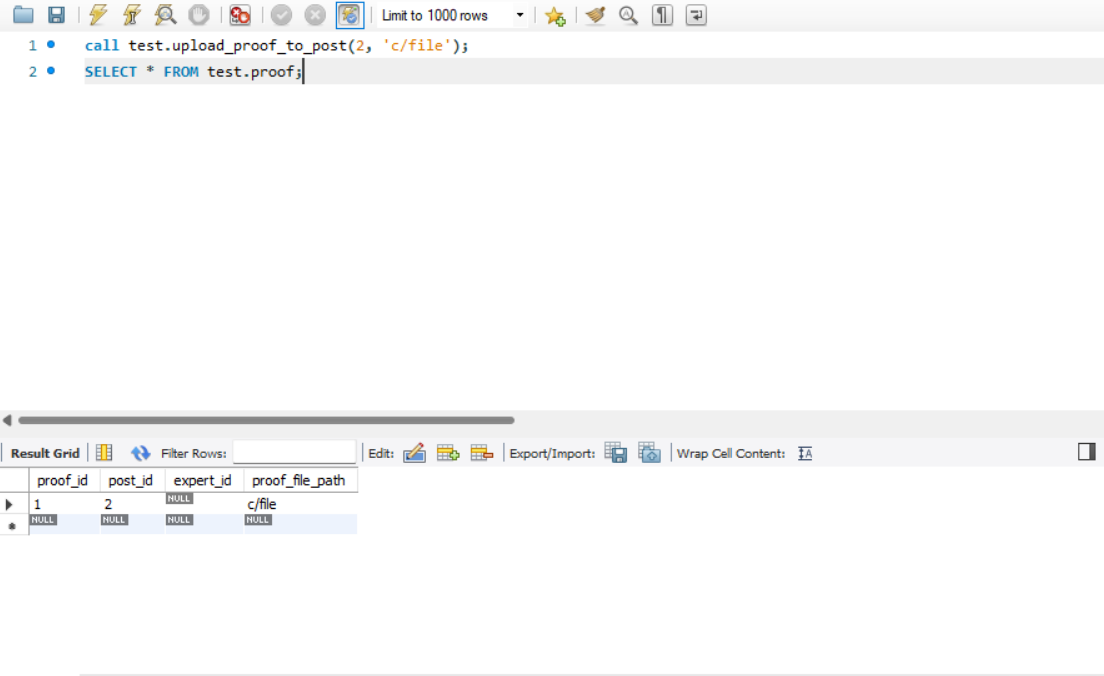 Limit to 1000 rows
1 call test.upload_proof_to_post(2, 'c/file');
2 SELECT * FROM test.proof;
Result Grid Filter Rows: Edit: Export/Import: Wrap Cell Content: IA
proof_id post_id expert_id proof_file_path
1 2 NULL c/file
NULL NULL NULL NULL